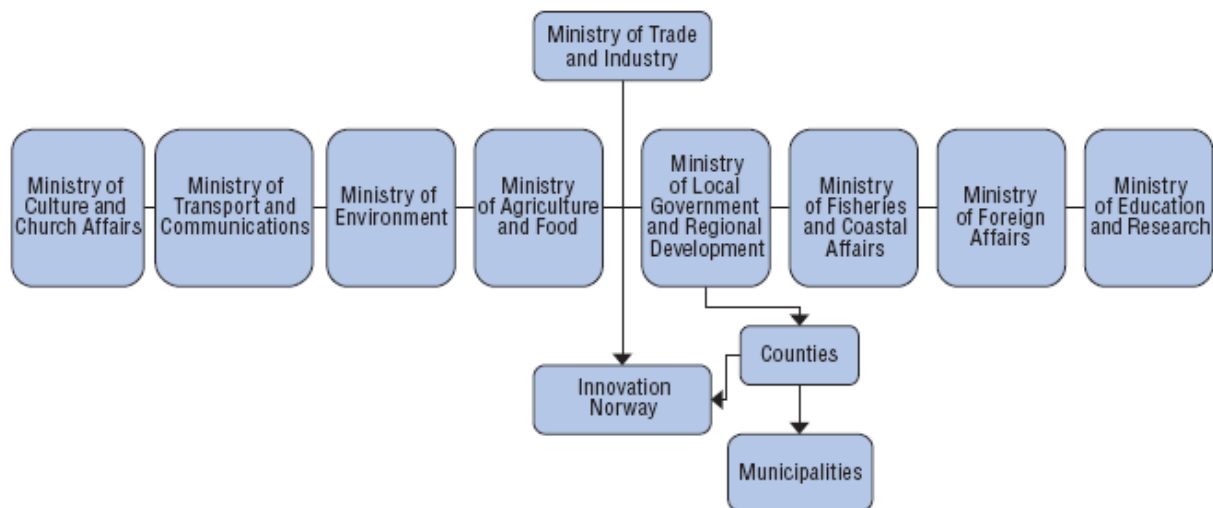 Ministry of Trade
and Industry
Ministry of
Culture and
Church Affairs
Ministry of
Transport and
Communications
Ministry of
Environment
Ministry
of Agriculture
and Food
Ministry
of Local
Government
and Regional
Development
Ministry
of Fisheries
and Coastal
Affairs
Ministry
of Foreign
Affairs
Ministry
of Education
and Research
Counties
Innovation
Norway
Municipalities